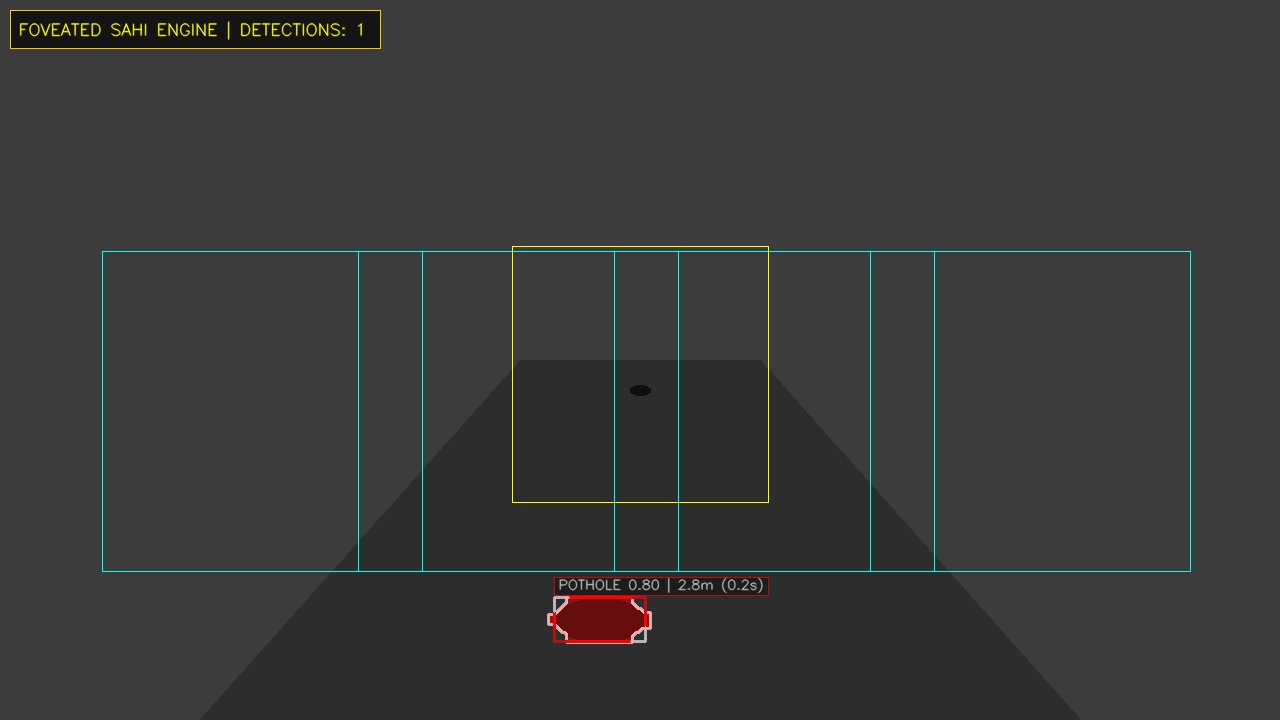 FOVEATED SAHI ENGINE | DETECTIONS: 1
POTHOLE 0.80 | 2.8m (0.2s)